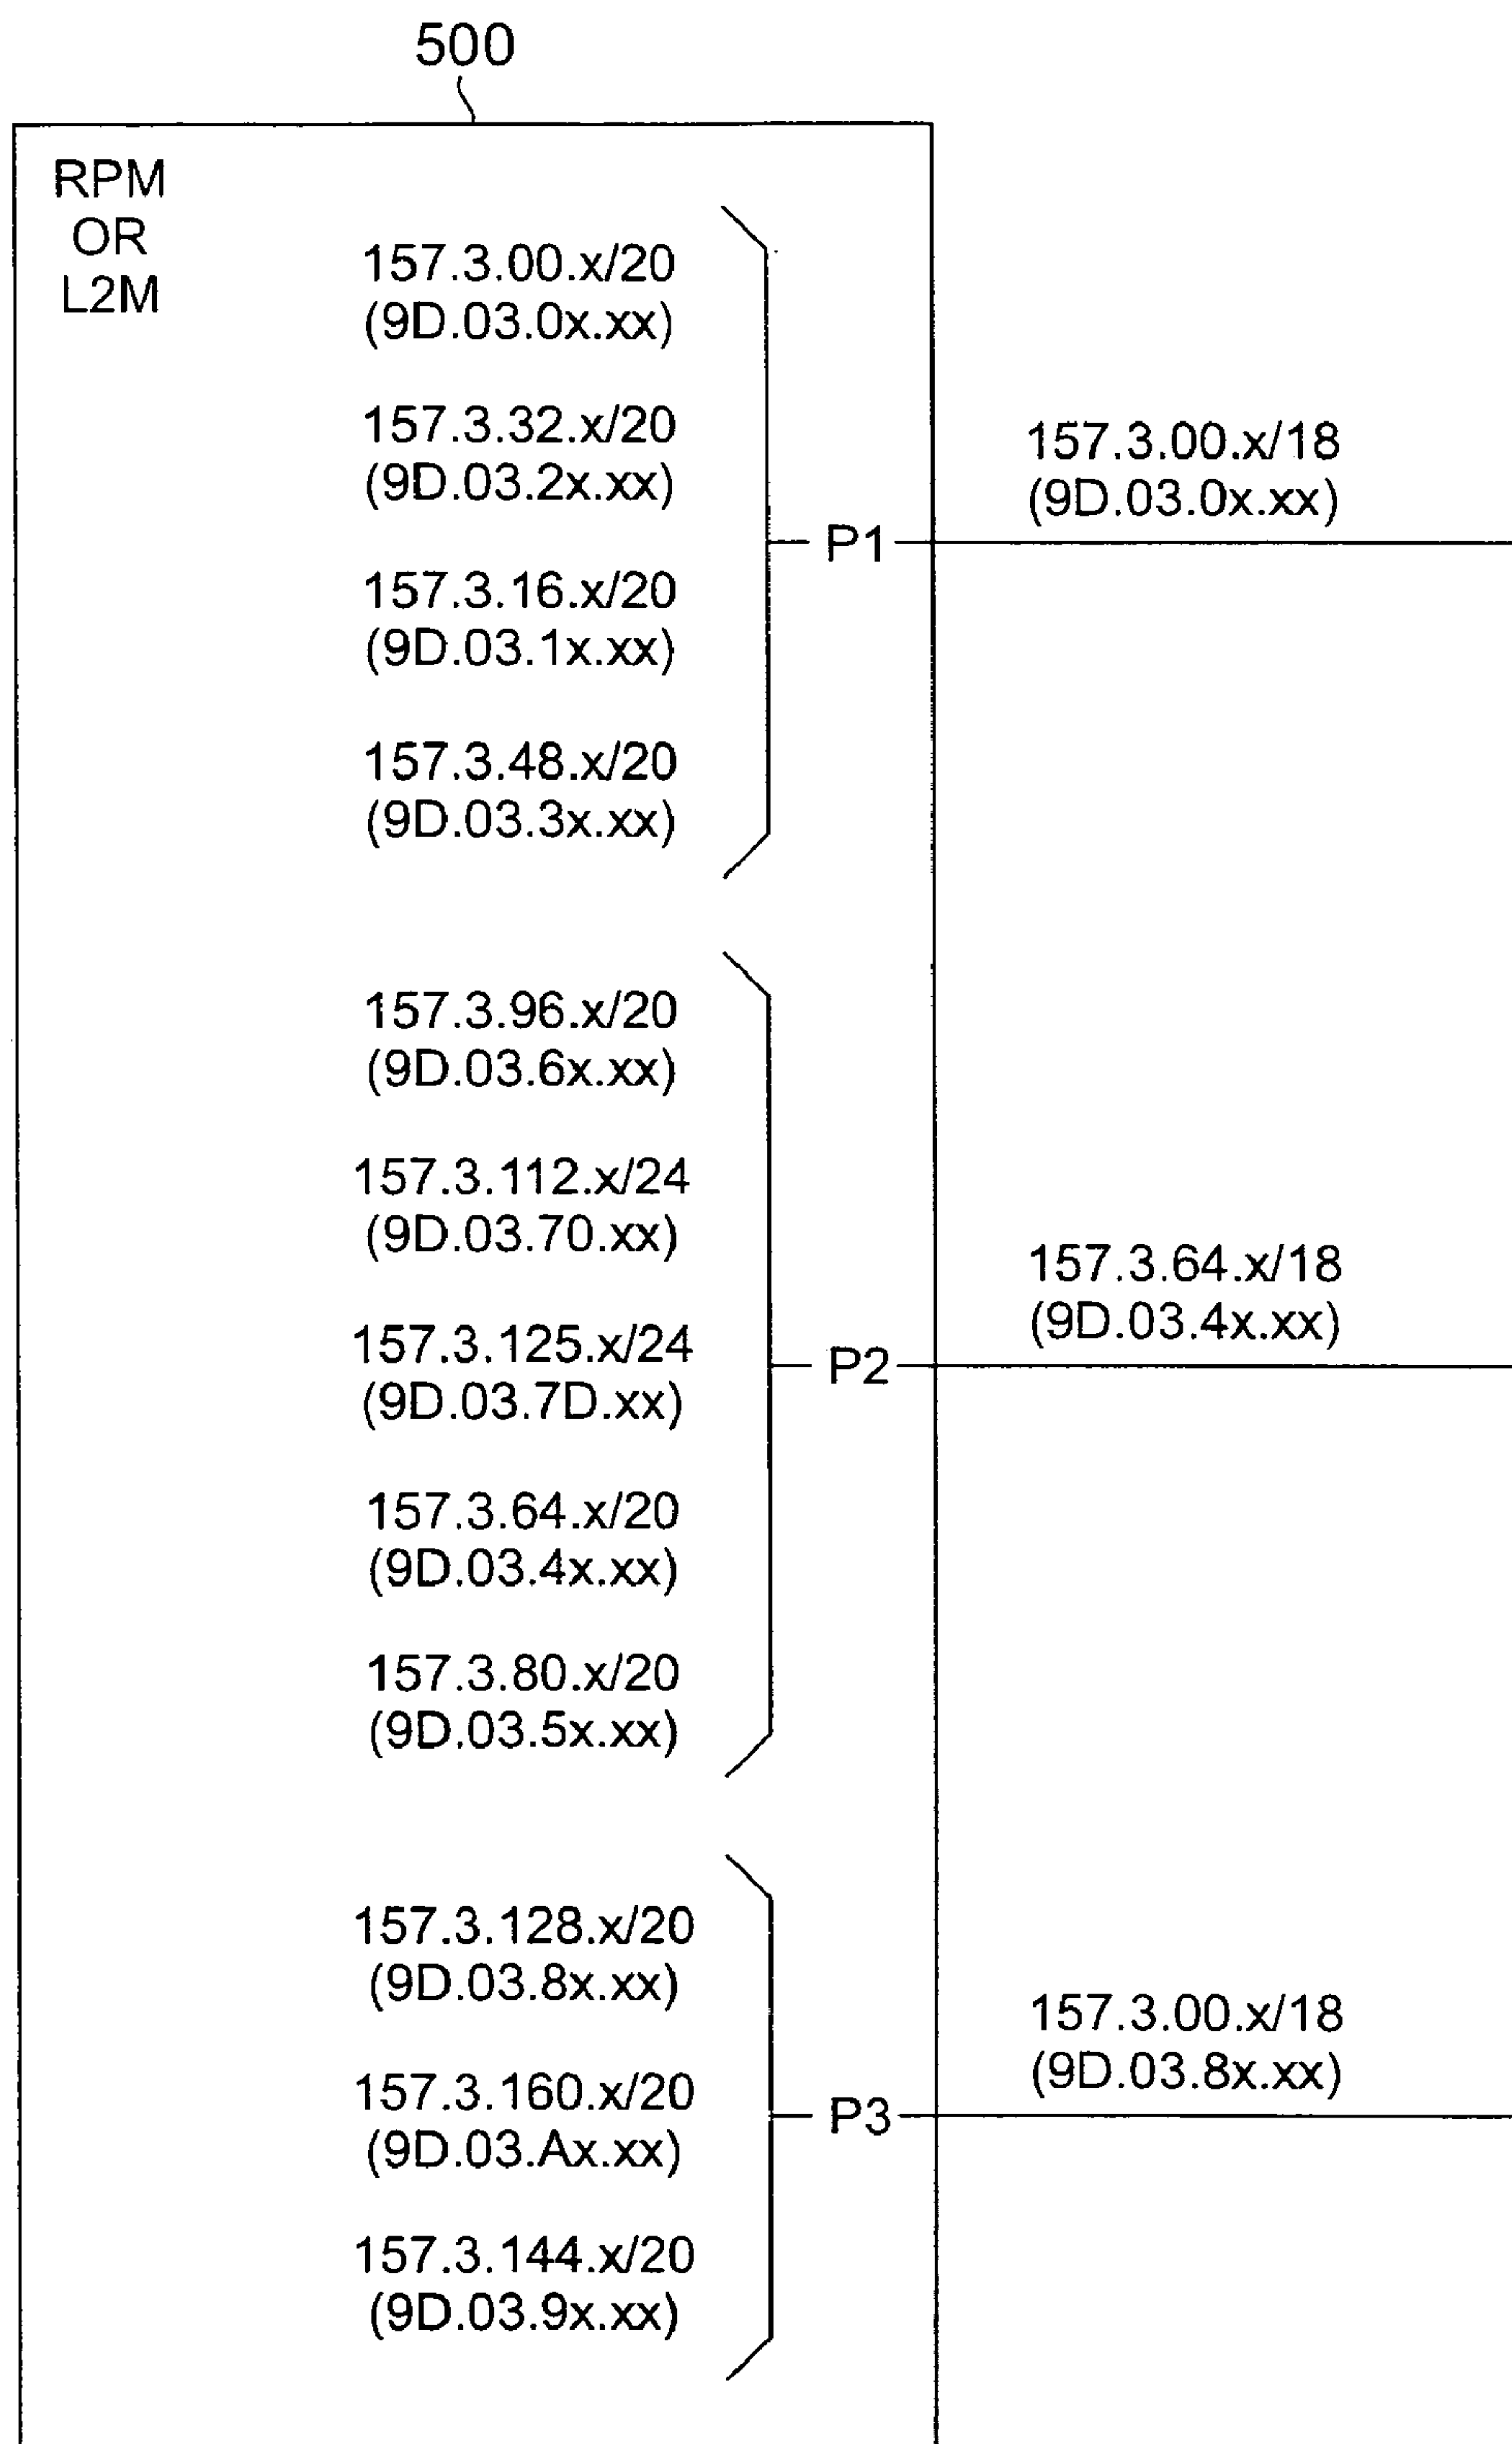 500
RPM
OR
L2M
157.3.00.x/20
(9D.03.0x.xx)
157.3.32.x/20
(9D.03.2x.xx)
157.3.16.x/20
(9D.03.1x.xx)
157.3.48.x/20
(9D.03.3x.xx)
P1
157.3.00.x/18
(9D.03.0x.xx)
157.3.96.x/20
(9D.03.6x.xx)
157.3.112.x/24
(9D.03.70.xx)
157.3.125.x/24
(9D.03.7D.xx)
157.3.64.x/20
(9D.03.4x.xx)
157.3.80.x/20
(9D.03.5x.xx)
P2
157.3.64.x/18
(9D.03.4x.xx)
157.3.128.x/20
(9D.03.8x.xx)
157.3.160.x/20
(9D.03.Ax.xx)
157.3.144.x/20
(9D.03.9x.xx)
P3
157.3.00.x/18
(9D.03.8x.xx)